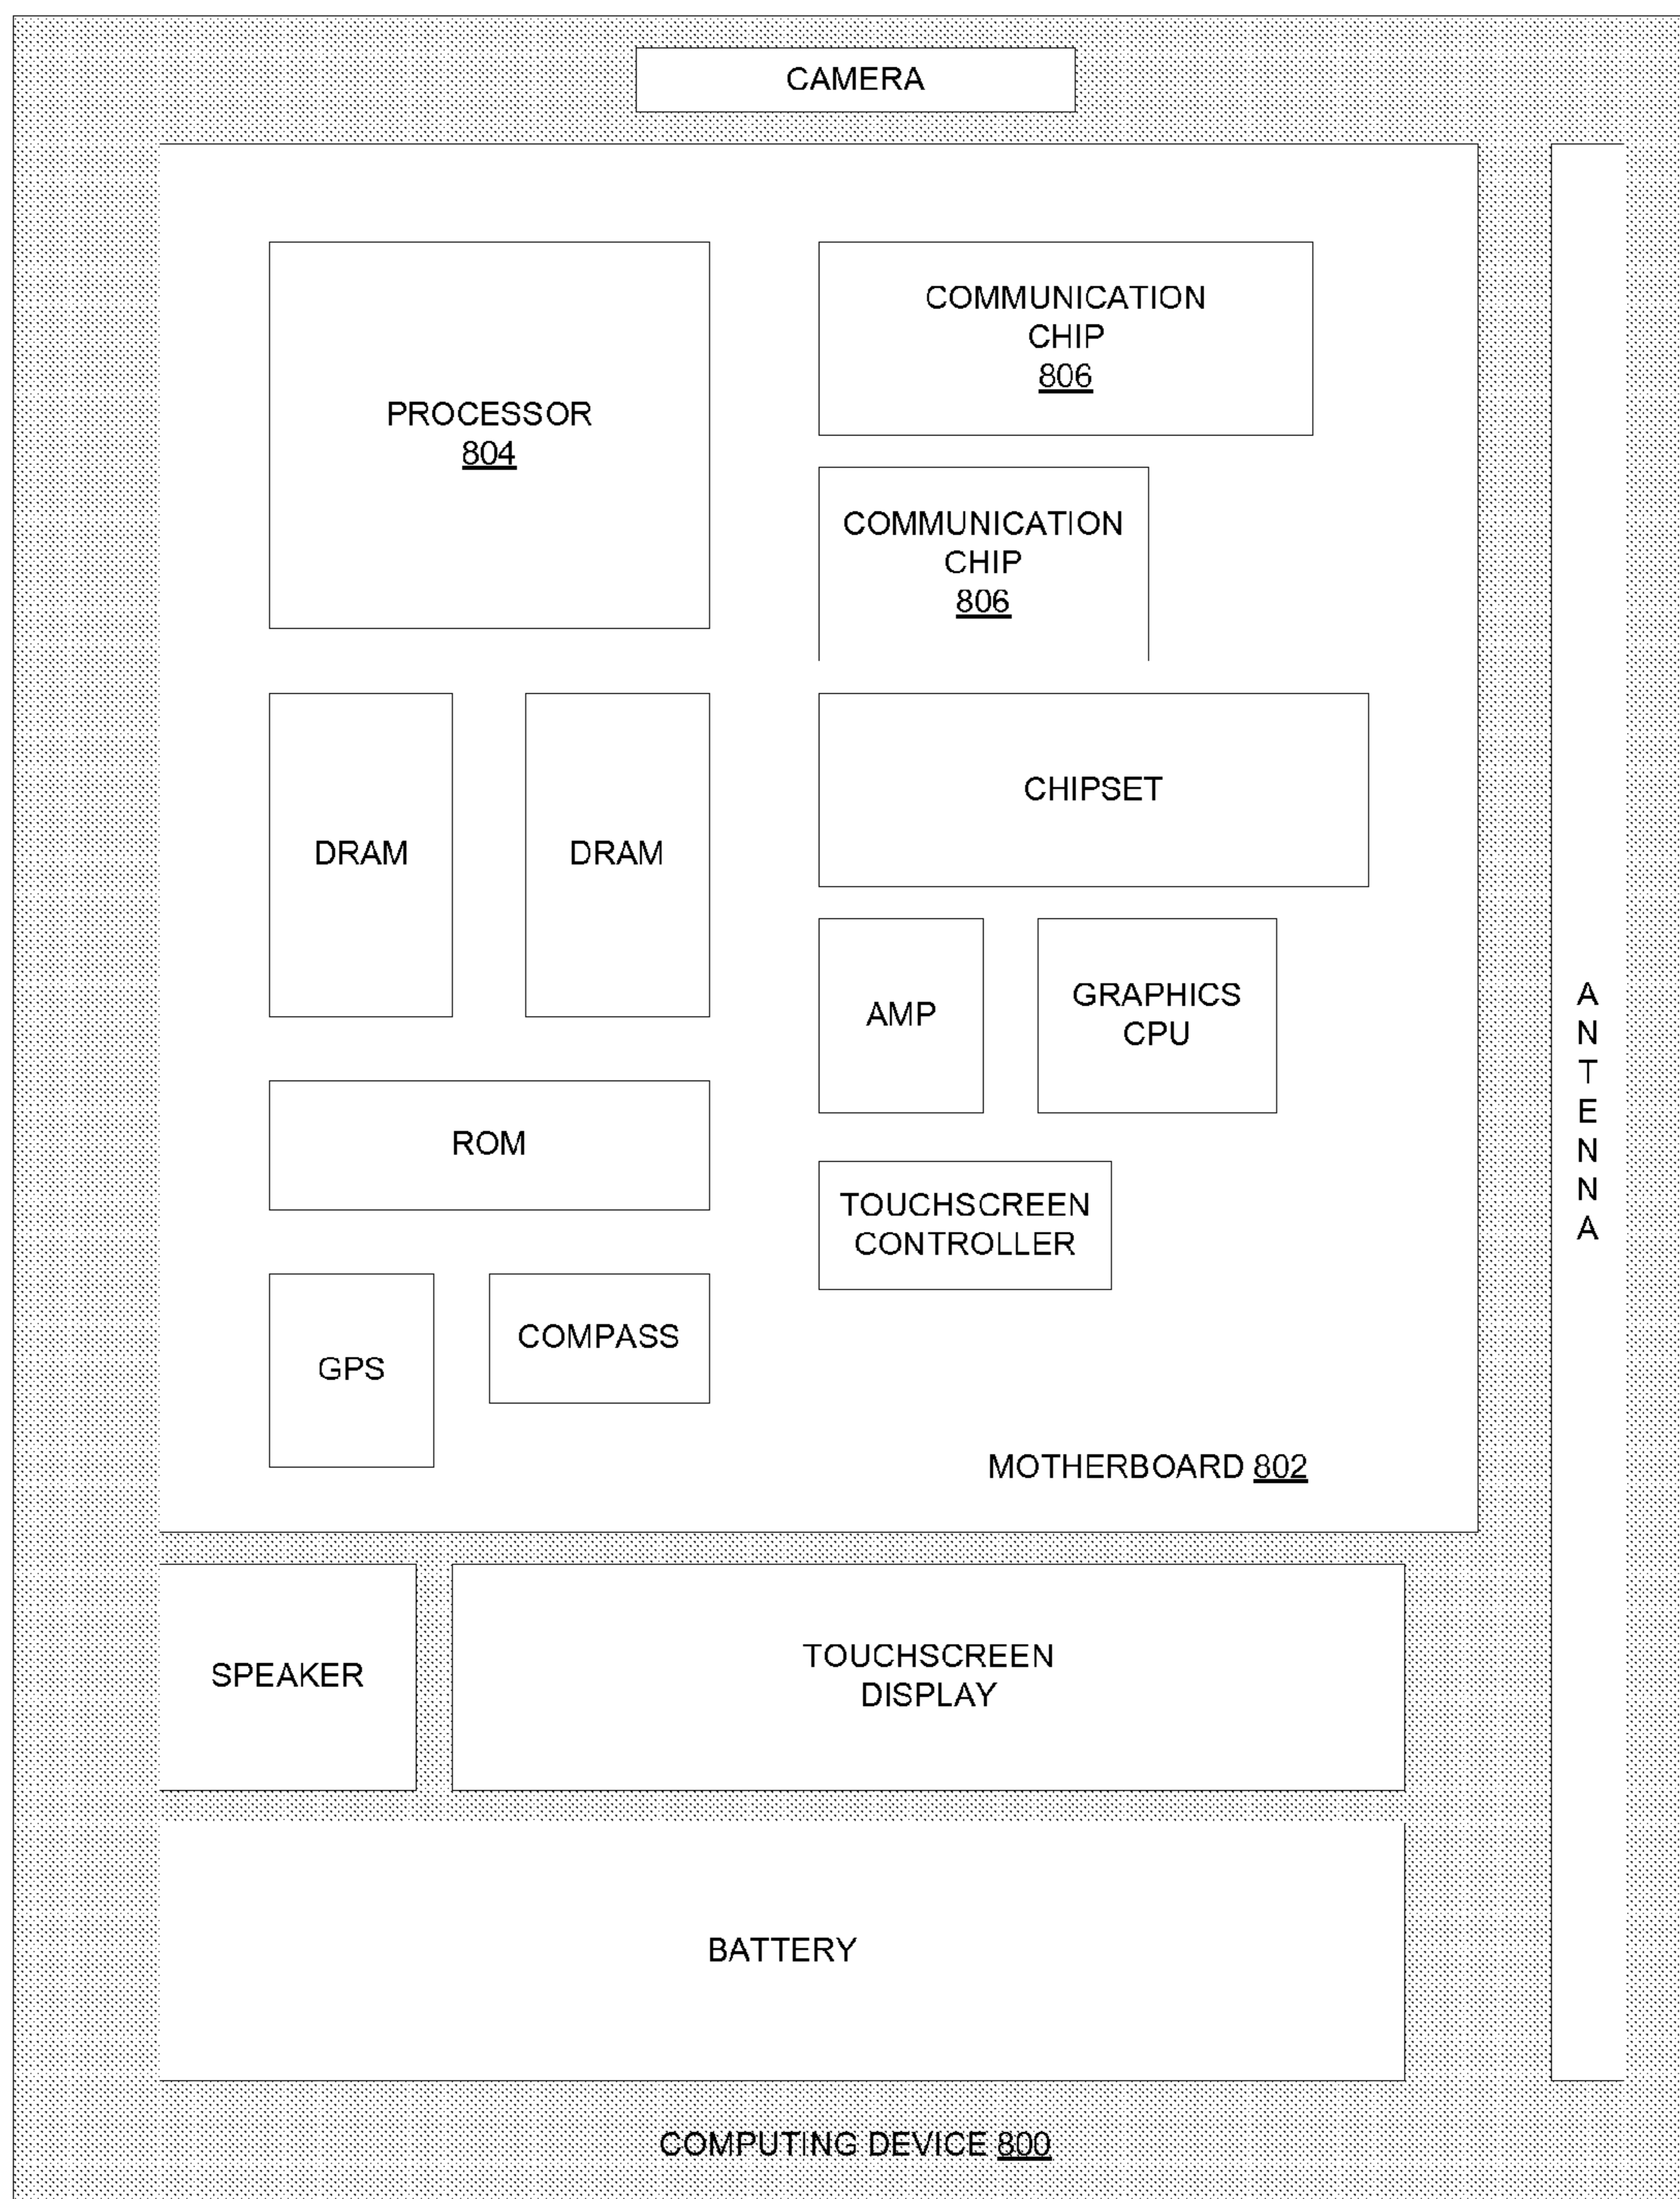 CAMERA
PROCESSOR
804
COMMUNICATION
CHIP
806
COMMUNICATION
CHIP
806
DRAM
DRAM
CHIPSET
AMP
GRAPHICS
CPU
ROM
TOUCHSCREEN
CONTROLLER
GPS
COMPASS
MOTHERBOARD 802
A
N
T
E
N
N
A
SPEAKER
TOUCHSCREEN
DISPLAY
BATTERY
COMPUTING DEVICE 800